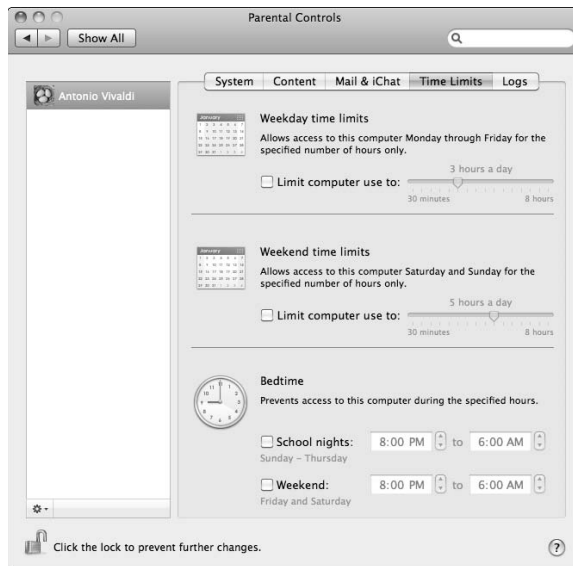 Parental Controls
Show All
Antonio Vivaldi
System Content Mail & iChat Time Limits Logs
January
Weekday time limits
Allows access to this computer Monday through Friday for the
specified number of hours only.
3 hours a day
Limit computer use to:
30 minutes 8 hours
January
Weekend time limits
Allows access to this computer Saturday and Sunday for the
specified number of hours only.
5 hours a day
Limit computer use to:
30 minutes 8 hours
Bedtime
Prevents access to this computer during the specified hours.
School nights: 8:00 PM to 6:00 AM
Sunday – Thursday
Weekend: 8:00 PM to 6:00 AM
Friday and Saturday
Click the lock to prevent further changes.
?